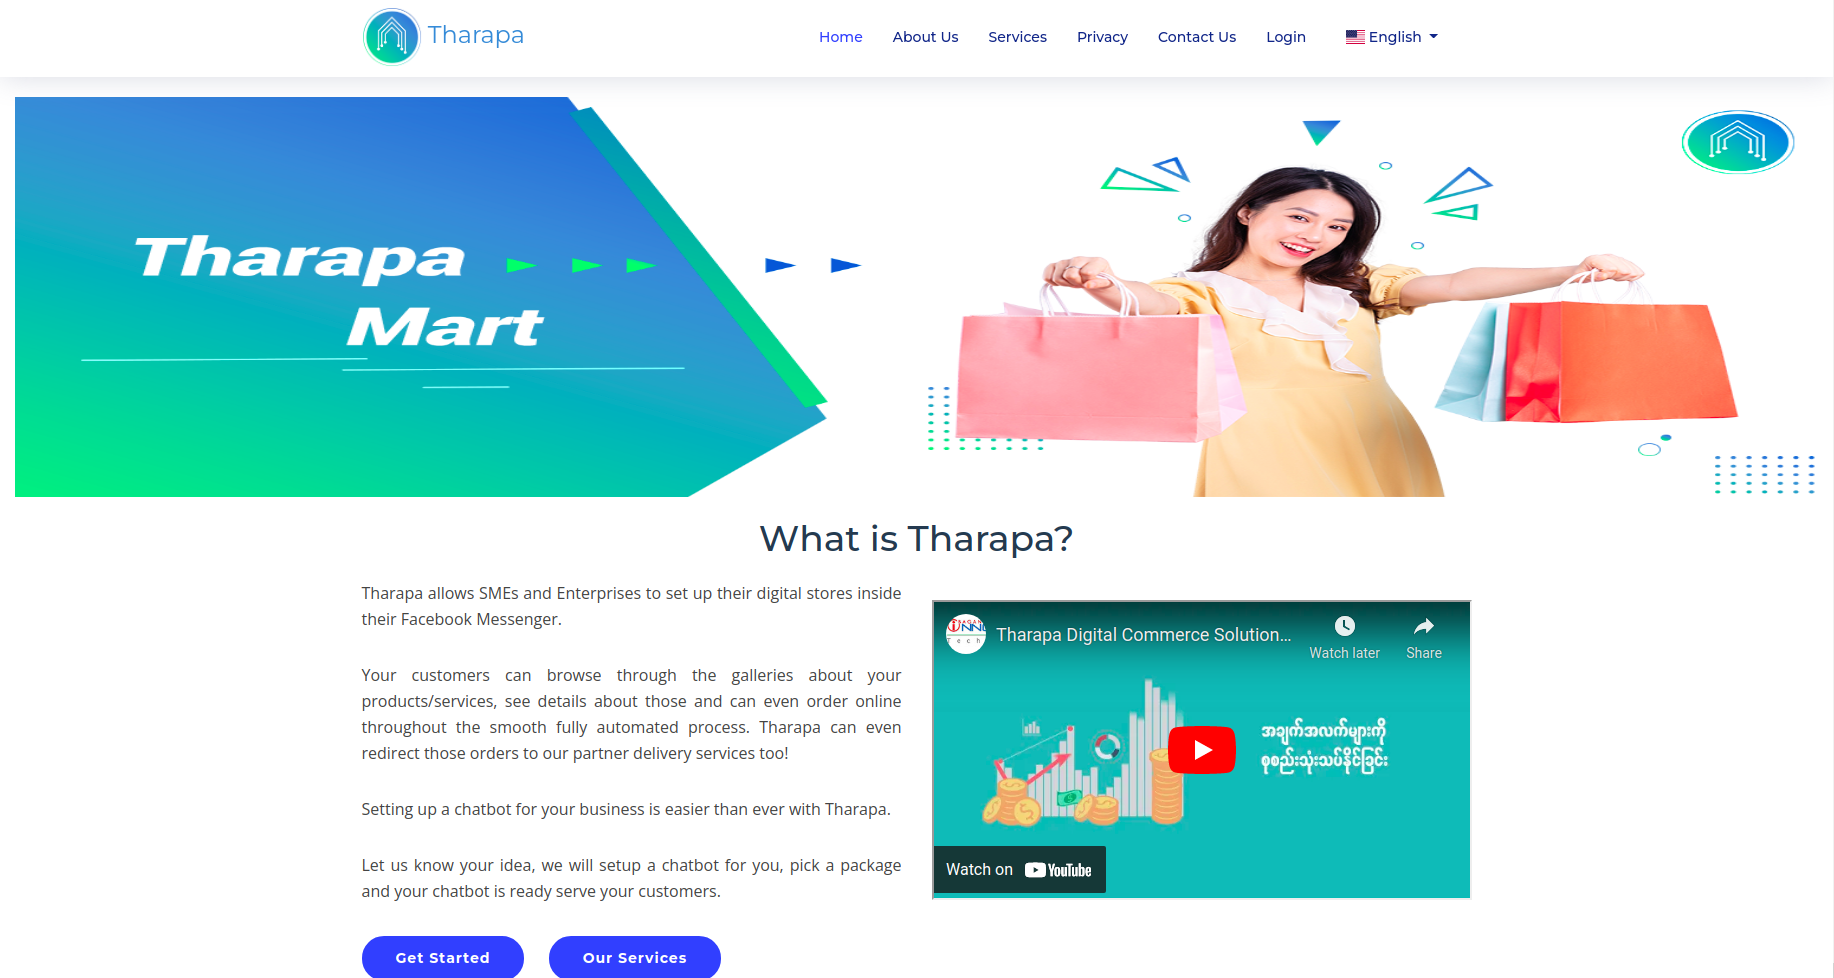 Tharapa
Home
About Us
Services
Privacy
Contact Us
Login
English
Tharapa
Mart
What is Tharapa?
Tharapa allows SMEs and Enterprises to set up their digital stores inside
their Facebook Messenger.
Your customers can browse through the galleries about your
products/services, see details about those and can even order online
throughout the smooth fully automated process. Tharapa can even
redirect those orders to our partner delivery services too!
Setting up a chatbot for your business is easier than ever with Tharapa.
Let us know your idea, we will setup a chatbot for you, pick a package
and your chatbot is ready serve your customers.
Get Started
Our Services
Tharapa Digital Commerce Solution...
Watch later
Share
အချက်အလက်များကို
စုစည်းသုံးသပ်နိုင်ခြင်း
Watch on
YouTube